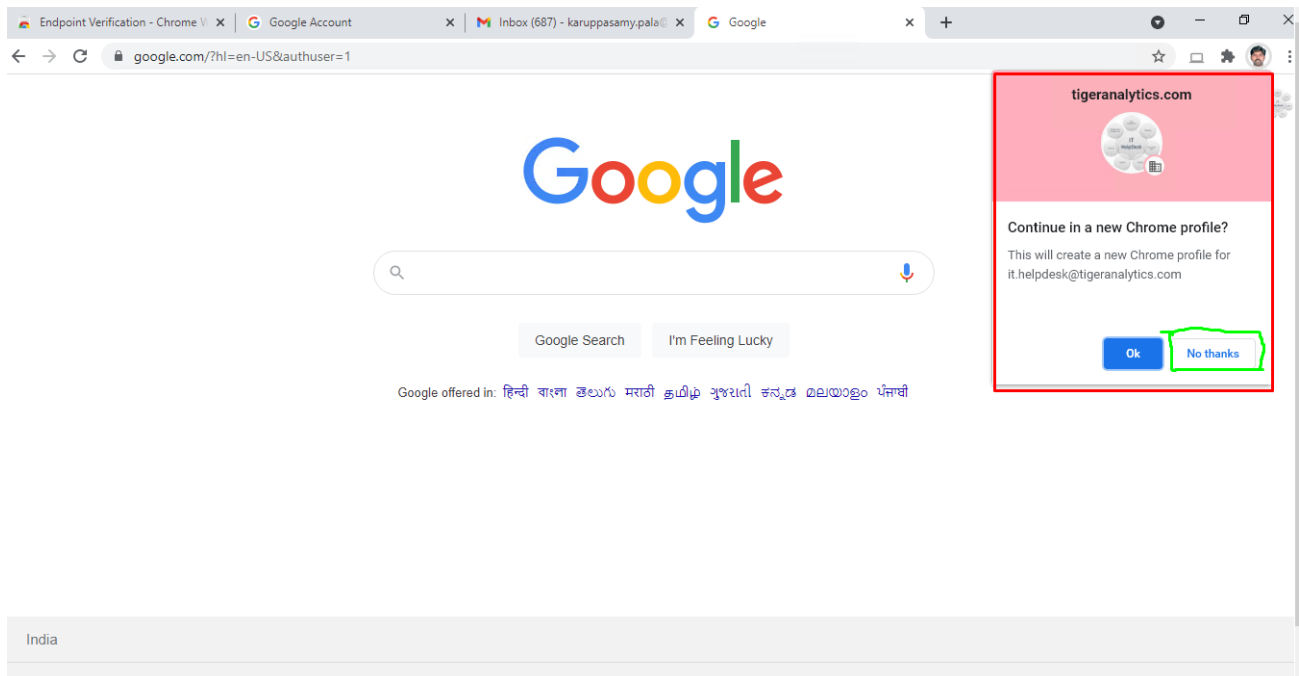 Endpoint Verification - Chrome W
Google Account
Inbox (687) - karuppasamy.pala@
Google
google.com/?hl=en-US&authuser=1
tigeranalytics.com
IT
HELPDESK
Continue in a new Chrome profile?
This will create a new Chrome profile for
it.helpdesk@tigeranalytics.com
Ok
No thanks
Google
Google Search
I'm Feeling Lucky
Google offered in: हिन्दी বাংলা తెలుగు मराठी தமிழ் ગુજરાતી ಕನ್ನಡ മലയാളം ਪੰਜਾਬੀ
India